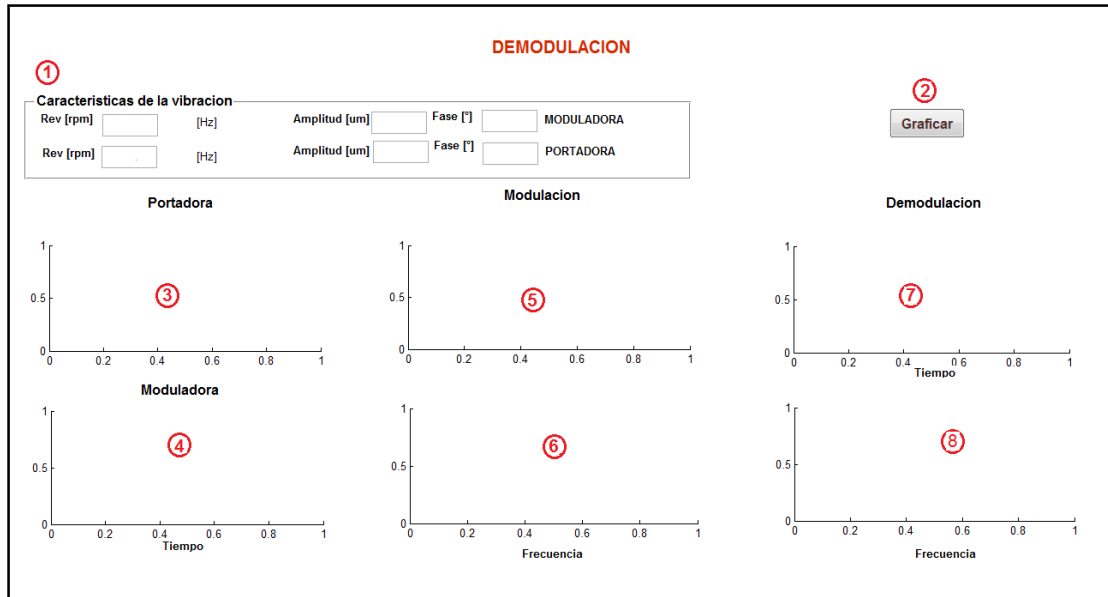 DEMODULACION
1
2
Caracteristicas de la vibracion
Rev [rpm] [Hz] Amplitud [um] Fase [°] MODULADORA
Rev [rpm] [Hz] Amplitud [um] Fase [°] PORTADORA
Graficar
Portadora
1
0.5
0
0 0.2 0.4 0.6 0.8 1
3
Moduladora
1
0.5
0
0 0.2 0.4 0.6 0.8 1
Tiempo
4
Modulacion
1
0.5
0
0 0.2 0.4 0.6 0.8 1
5
1
0.5
0
0 0.2 0.4 0.6 0.8 1
Frecuencia
6
Demodulacion
1
0.5
0
0 0.2 0.4 0.6 0.8 1
Tiempo
7
1
0.5
0
0 0.2 0.4 0.6 0.8 1
Frecuencia
8